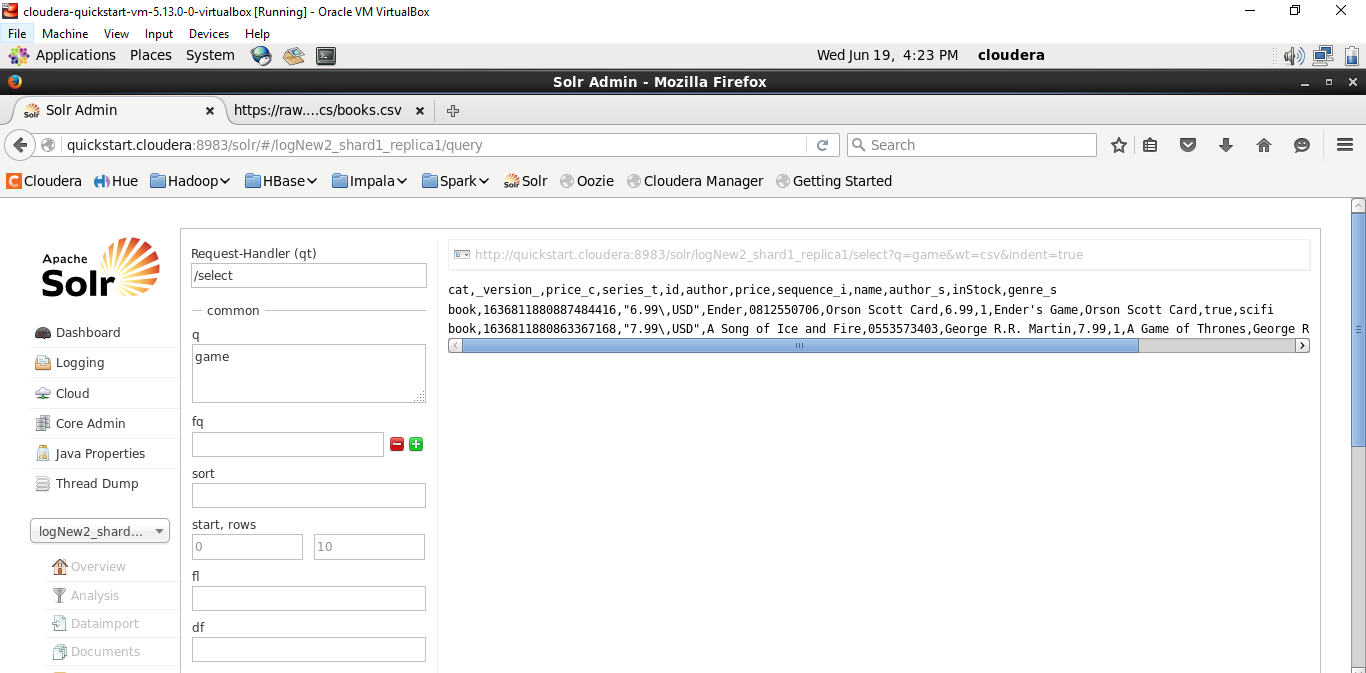 cloudera-quickstart-vm-5.13.0-0-virtualbox [Running] - Oracle VM VirtualBox
File Machine View Input Devices Help
Applications Places System Wed Jun 19, 4:23 PM cloudera
Solr Admin - Mozilla Firefox
Solr Admin https://raw....cs/books.csv
quickstart.cloudera:8983/solr/#/logNew2_shard1_replica1/query Search
Cloudera Hue Hadoop HBase Impala Spark Solr Oozie Cloudera Manager Getting Started
Apache
Solr
Dashboard
Logging
Cloud
Core Admin
Java Properties
Thread Dump
logNew2_shard...
Overview
Analysis
Dataimport
Documents
Request-Handler (qt)
/select
common
q
game
fq
sort
start, rows
0 10
fl
df
http://quickstart.cloudera:8983/solr/logNew2_shard1_replica1/select?q=game&wt=csv&indent=true
cat,_version_,price_c,series_t,id,author,price,sequence_i,name,author_s,inStock,genre_s
book,1636811880887484416,"6.99\,USD",Ender,0812550706,Orson Scott Card,6.99,1,Ender's Game,Orson Scott Card,true,scifi
book,1636811880863367168,"7.99\,USD",A Song of Ice and Fire,0553573403,George R.R. Martin,7.99,1,A Game of Thrones,George R